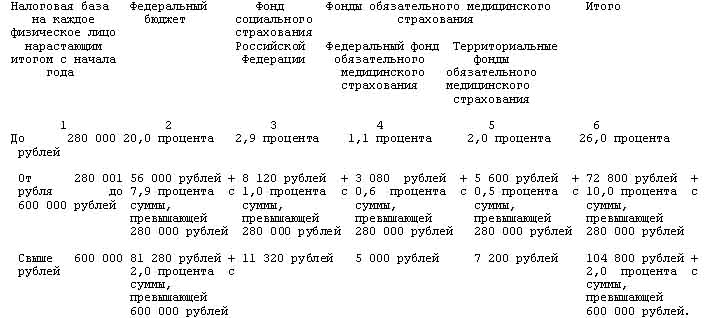 Налоговая база Федеральный Фонд Фонды обязательного медицинского Итого
на каждое бюджет социального страхования
физическое лицо страхования
нарастающим Российской Федеральный фонд Территориальные
итогом с начала Федерации обязательного фонды
года медицинского обязательного
страхования медицинского
страхования
1 2 3 4 5 6
До 280 000 20,0 процента 2,9 процента 1,1 процента 2,0 процента 26,0 процента
рублей
От 280 001 56 000 рублей + 8 120 рублей + 3 080 рублей + 5 600 рублей + 72 800 рублей +
рубля до 7,9 процента с 1,0 процента с 0,6 процента с 0,5 процента с 10,0 процента с
600 000 рублей суммы, суммы, суммы, суммы, суммы,
превышающей превышающей превышающей превышающей превышающей
280 000 рублей 280 000 рублей 280 000 рублей 280 000 рублей 280 000 рублей
Свыше 600 000 81 280 рублей + 11 320 рублей 5 000 рублей 7 200 рублей 104 800 рублей +
рублей 2,0 процента с 2,0 процента с
суммы, суммы,
превышающей превышающей
600 000 рублей 600 000 рублей.